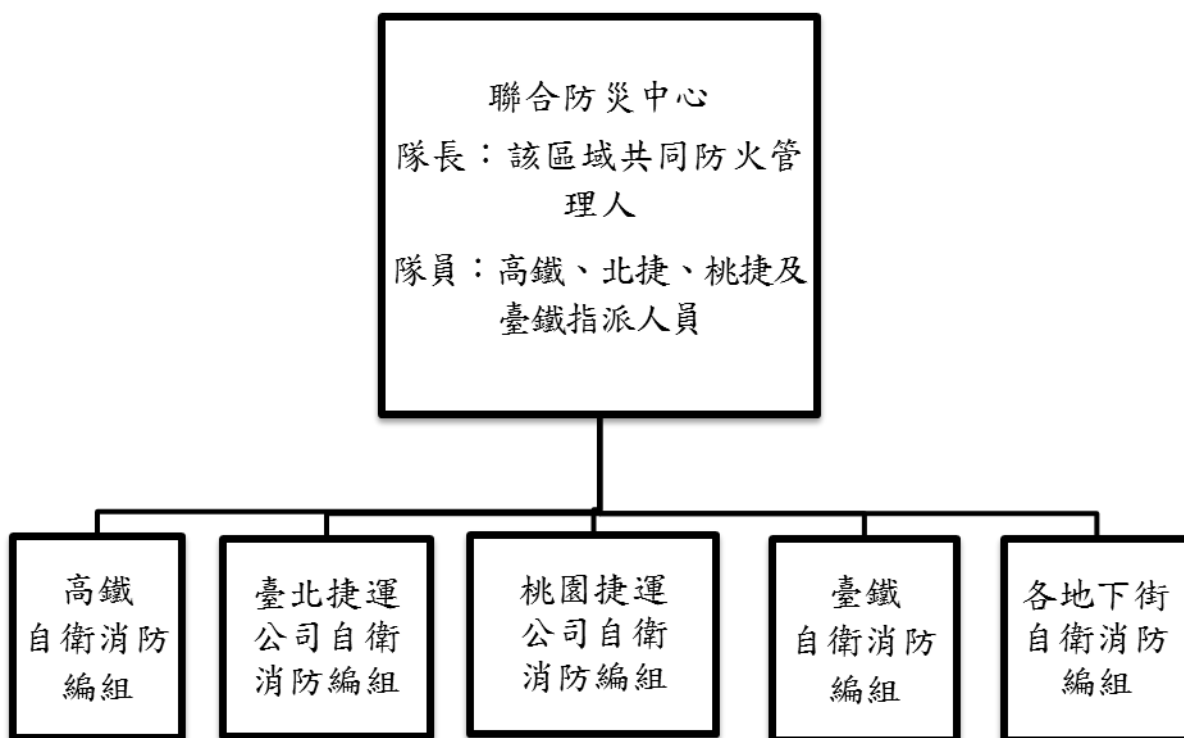 聯合防災中心
隊長：該區域共同防火管
理人
隊員：高鐵、北捷、桃捷及
臺鐵指派人員
高鐵
自衛消防
編組
臺北捷運
公司自衛
消防編組
桃園捷運
公司自衛
消防編組
臺鐵
自衛消防
編組
各地下街
自衛消防
編組